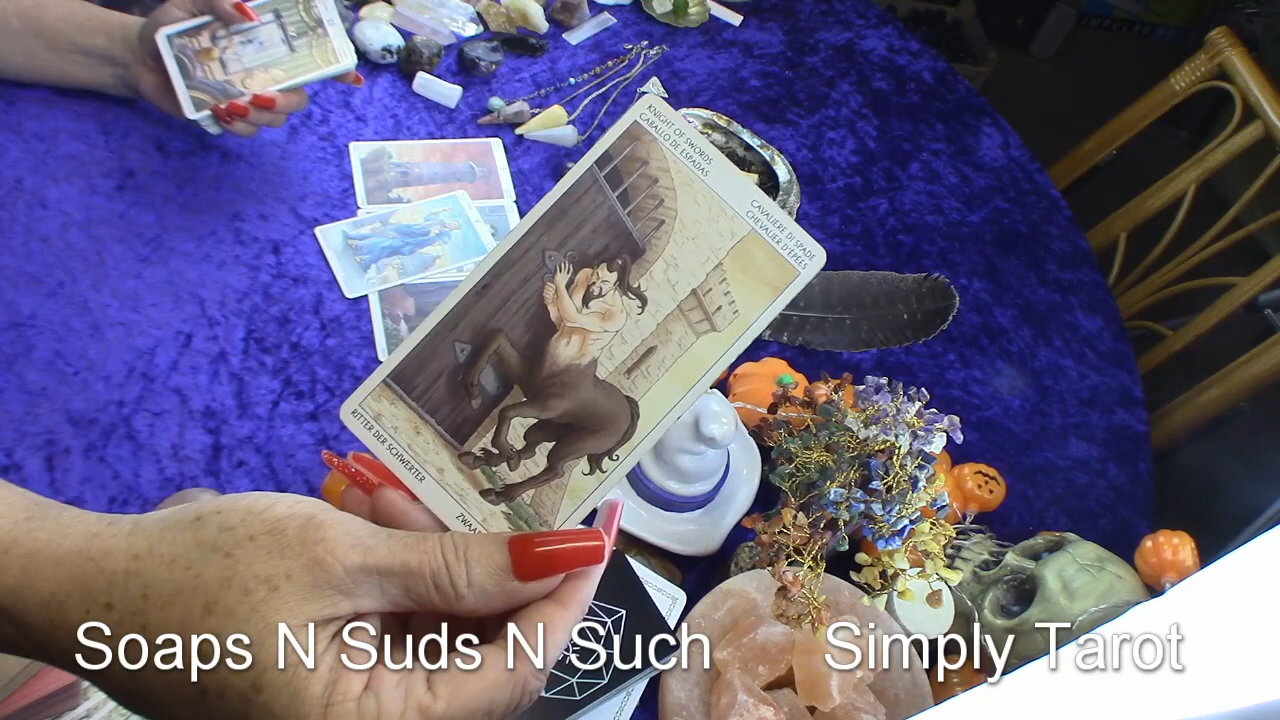 KNIGHT OF SWORDS
CABALLO DE ESPADAS
CAVALIERE DI SPADE
CHEVALIER D'ÉPÉES
RITTER DER SCHWERTER
Soaps N Suds N Such Simply Tarot